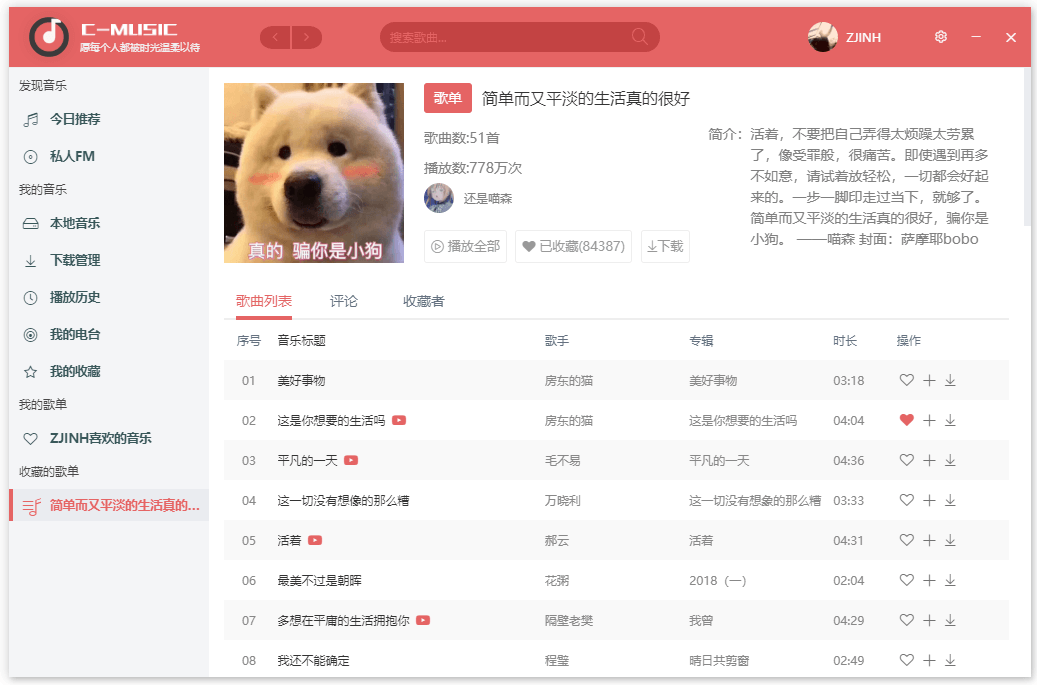 C-MUSIC
愿每个人都被时光温柔以待
搜索歌曲...
ZJINH
发现音乐
今日推荐
私人FM
我的音乐
本地音乐
下载管理
播放历史
我的电台
我的收藏
我的歌单
ZJINH喜欢的音乐
收藏的歌单
简单而又平淡的生活真的...
真的 骗你是小狗
歌单 简单而又平淡的生活真的很好
歌曲数:51首
播放数:778万次
还是喵森
播放全部 已收藏(84387) 下载
简介：活着，不要把自己弄得太烦躁太劳累
了，像受罪般，很痛苦。即使遇到再多
不如意，请试着放轻松，一切都会好起
来的。一步一脚印走过当下，就够了。
简单而又平淡的生活真的很好，骗你是
小狗。 ——喵森 封面：萨摩耶bobo
歌曲列表 评论 收藏者
序号 音乐标题 歌手 专辑 时长 操作
01 美好事物 房东的猫 美好事物 03:18
02 这是你想要的生活吗 房东的猫 这是你想要的生活吗 04:04
03 平凡的一天 毛不易 平凡的一天 04:36
04 这一切没有想像的那么糟 万晓利 这一切没有想象的那么糟 03:33
05 活着 郝云 活着 04:31
06 最美不过是朝晖 花粥 2018（一） 02:04
07 多想在平庸的生活拥抱你 隔壁老樊 我曾 04:29
08 我还不能确定 程璧 晴日共剪窗 02:49